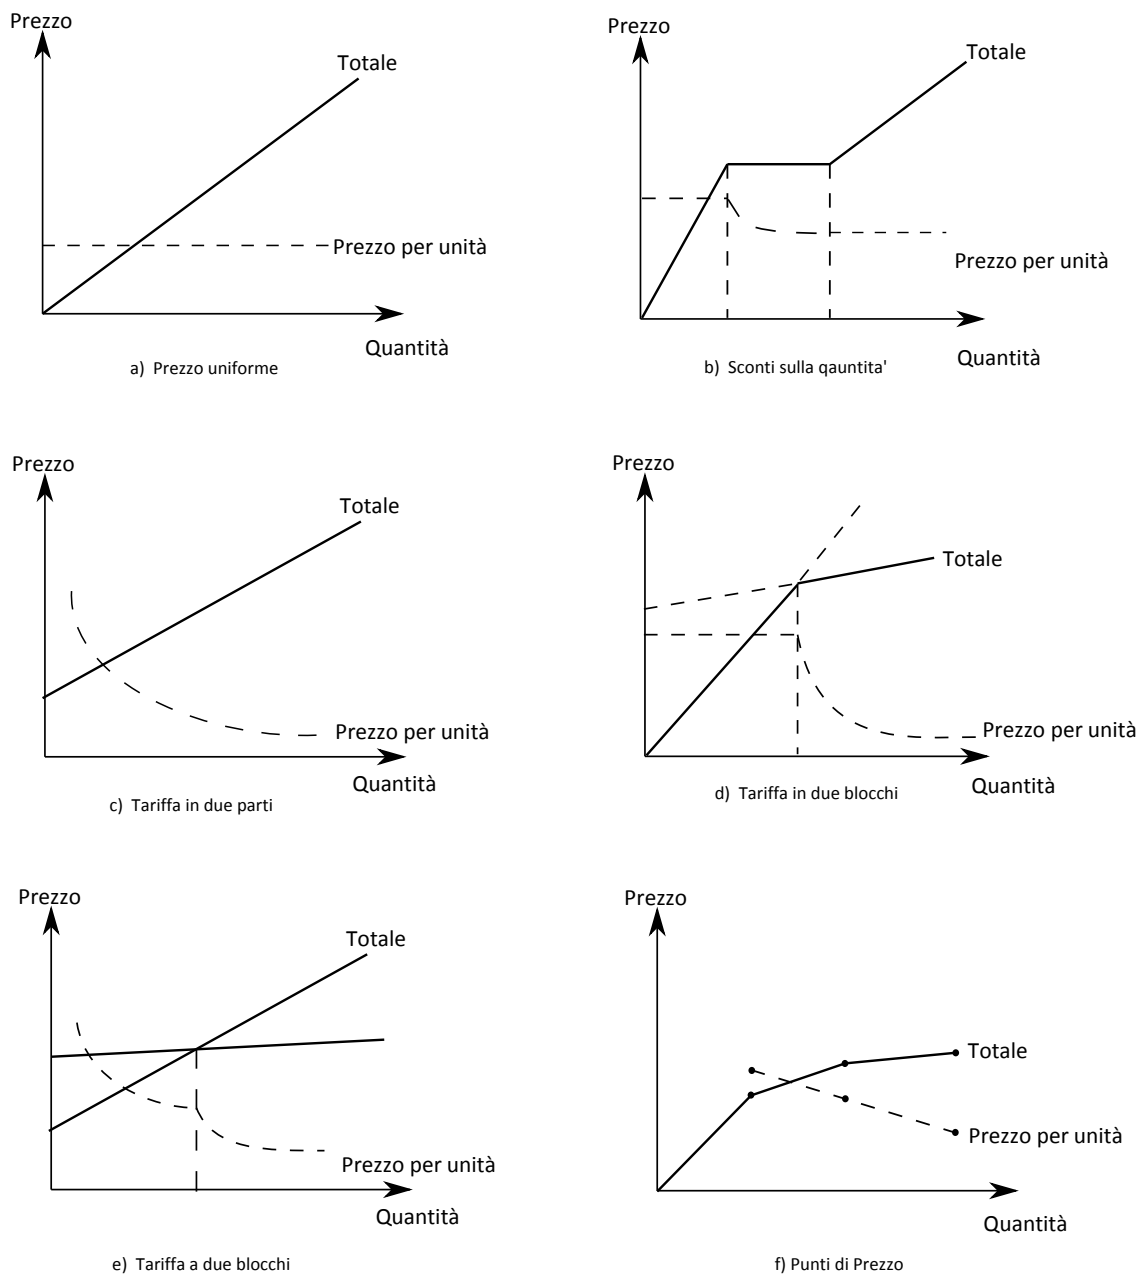 Prezzo
Totale
Prezzo per unità
Quantità
a) Prezzo uniforme
Prezzo
Totale
Prezzo per unità
Quantità
b) Sconti sulla qauntita'
Prezzo
Totale
Prezzo per unità
Quantità
c) Tariffa in due parti
Prezzo
Totale
Prezzo per unità
Quantità
d) Tariffa in due blocchi
Prezzo
Totale
Prezzo per unità
Quantità
e) Tariffa a due blocchi
Prezzo
Totale
Prezzo per unità
Quantità
f) Punti di Prezzo